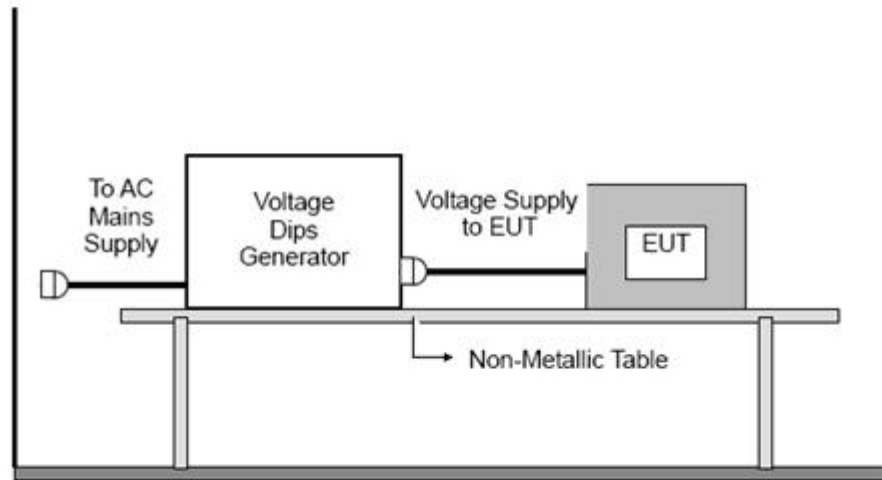 To AC
Mains
Supply
Voltage
Dips
Generator
Voltage Supply
to EUT
EUT
Non-Metallic Table